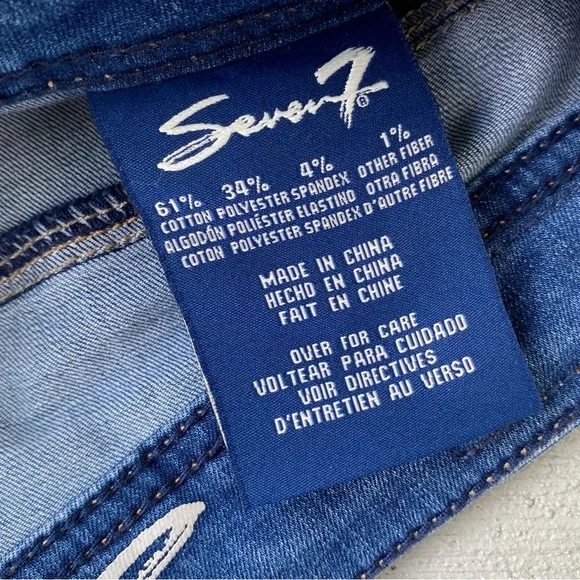 Seven7®
61% 34% 4% 1%
COTTON POLYESTER SPANDEX OTHER FIBER
ALGODÓN POLIÉSTER ELASTINO OTRA FIBRA
COTON POLYESTER SPANDEX D'AUTRE FIBRE
MADE IN CHINA
HECHO EN CHINA
FAIT EN CHINE
OVER FOR CARE
VOLTEAR PARA CUIDADO
VOIR DIRECTIVES
D'ENTRETIEN AU VERSO